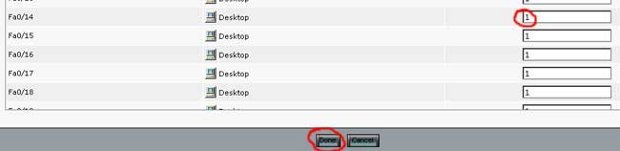 Desktop
Fa0/14 Desktop 1
Fa0/15 Desktop 1
Fa0/16 Desktop 1
Fa0/17 Desktop 1
Fa0/18 Desktop 1
Done Cancel